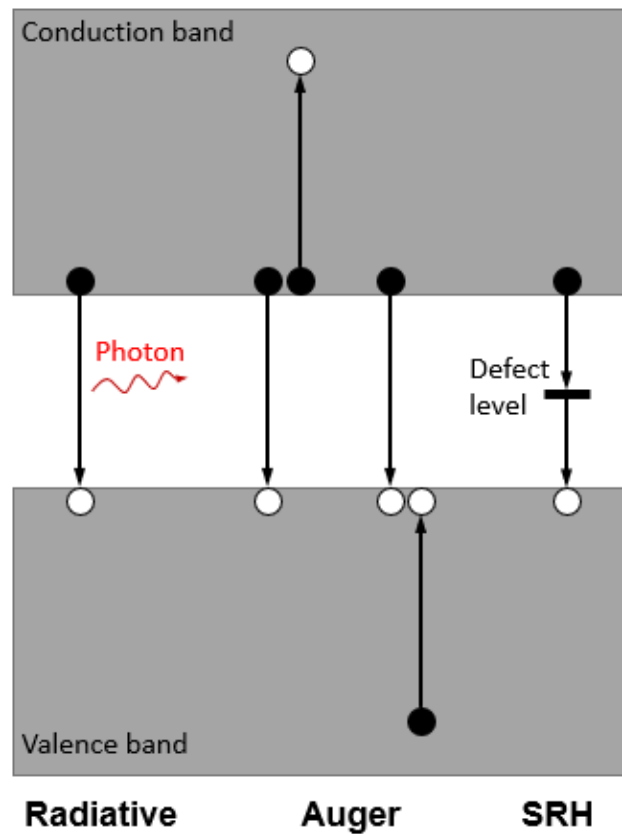 Conduction band
Photon
Defect
level
Valence band
Radiative
Auger
SRH